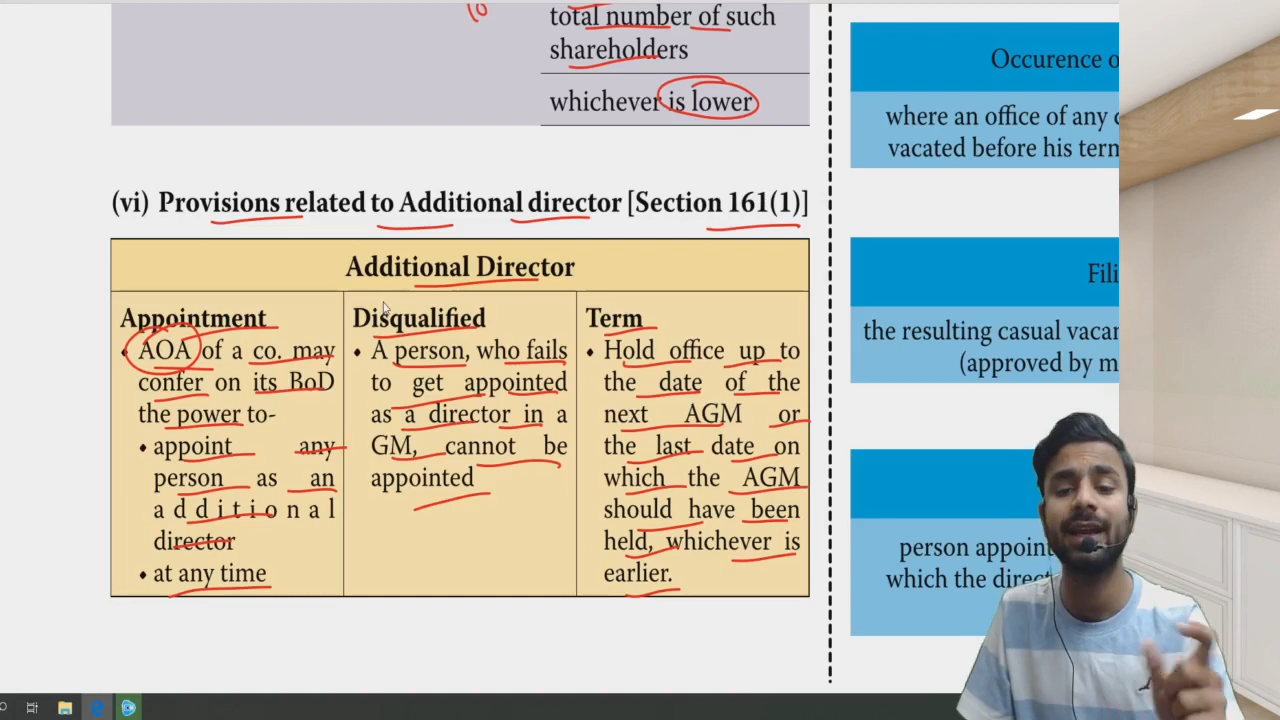 10
total number of such
shareholders
whichever is lower
(vi) Provisions related to Additional director [Section 161(1)]
Additional Director
Appointment
• AOA of a co. may
confer on its BoD
the power to-
• appoint any
person as an
additional
director
• at any time
Disqualified
• A person, who fails
to get appointed
as a director in a
GM, cannot be
appointed
Term
• Hold office up to
the date of the
next AGM or
the last date on
which the AGM
should have been
held, whichever is
earlier.
Occurence o
where an office of any
vacated before his term
Fili
the resulting casual vacan
(approved by m
person appoint
which the direc